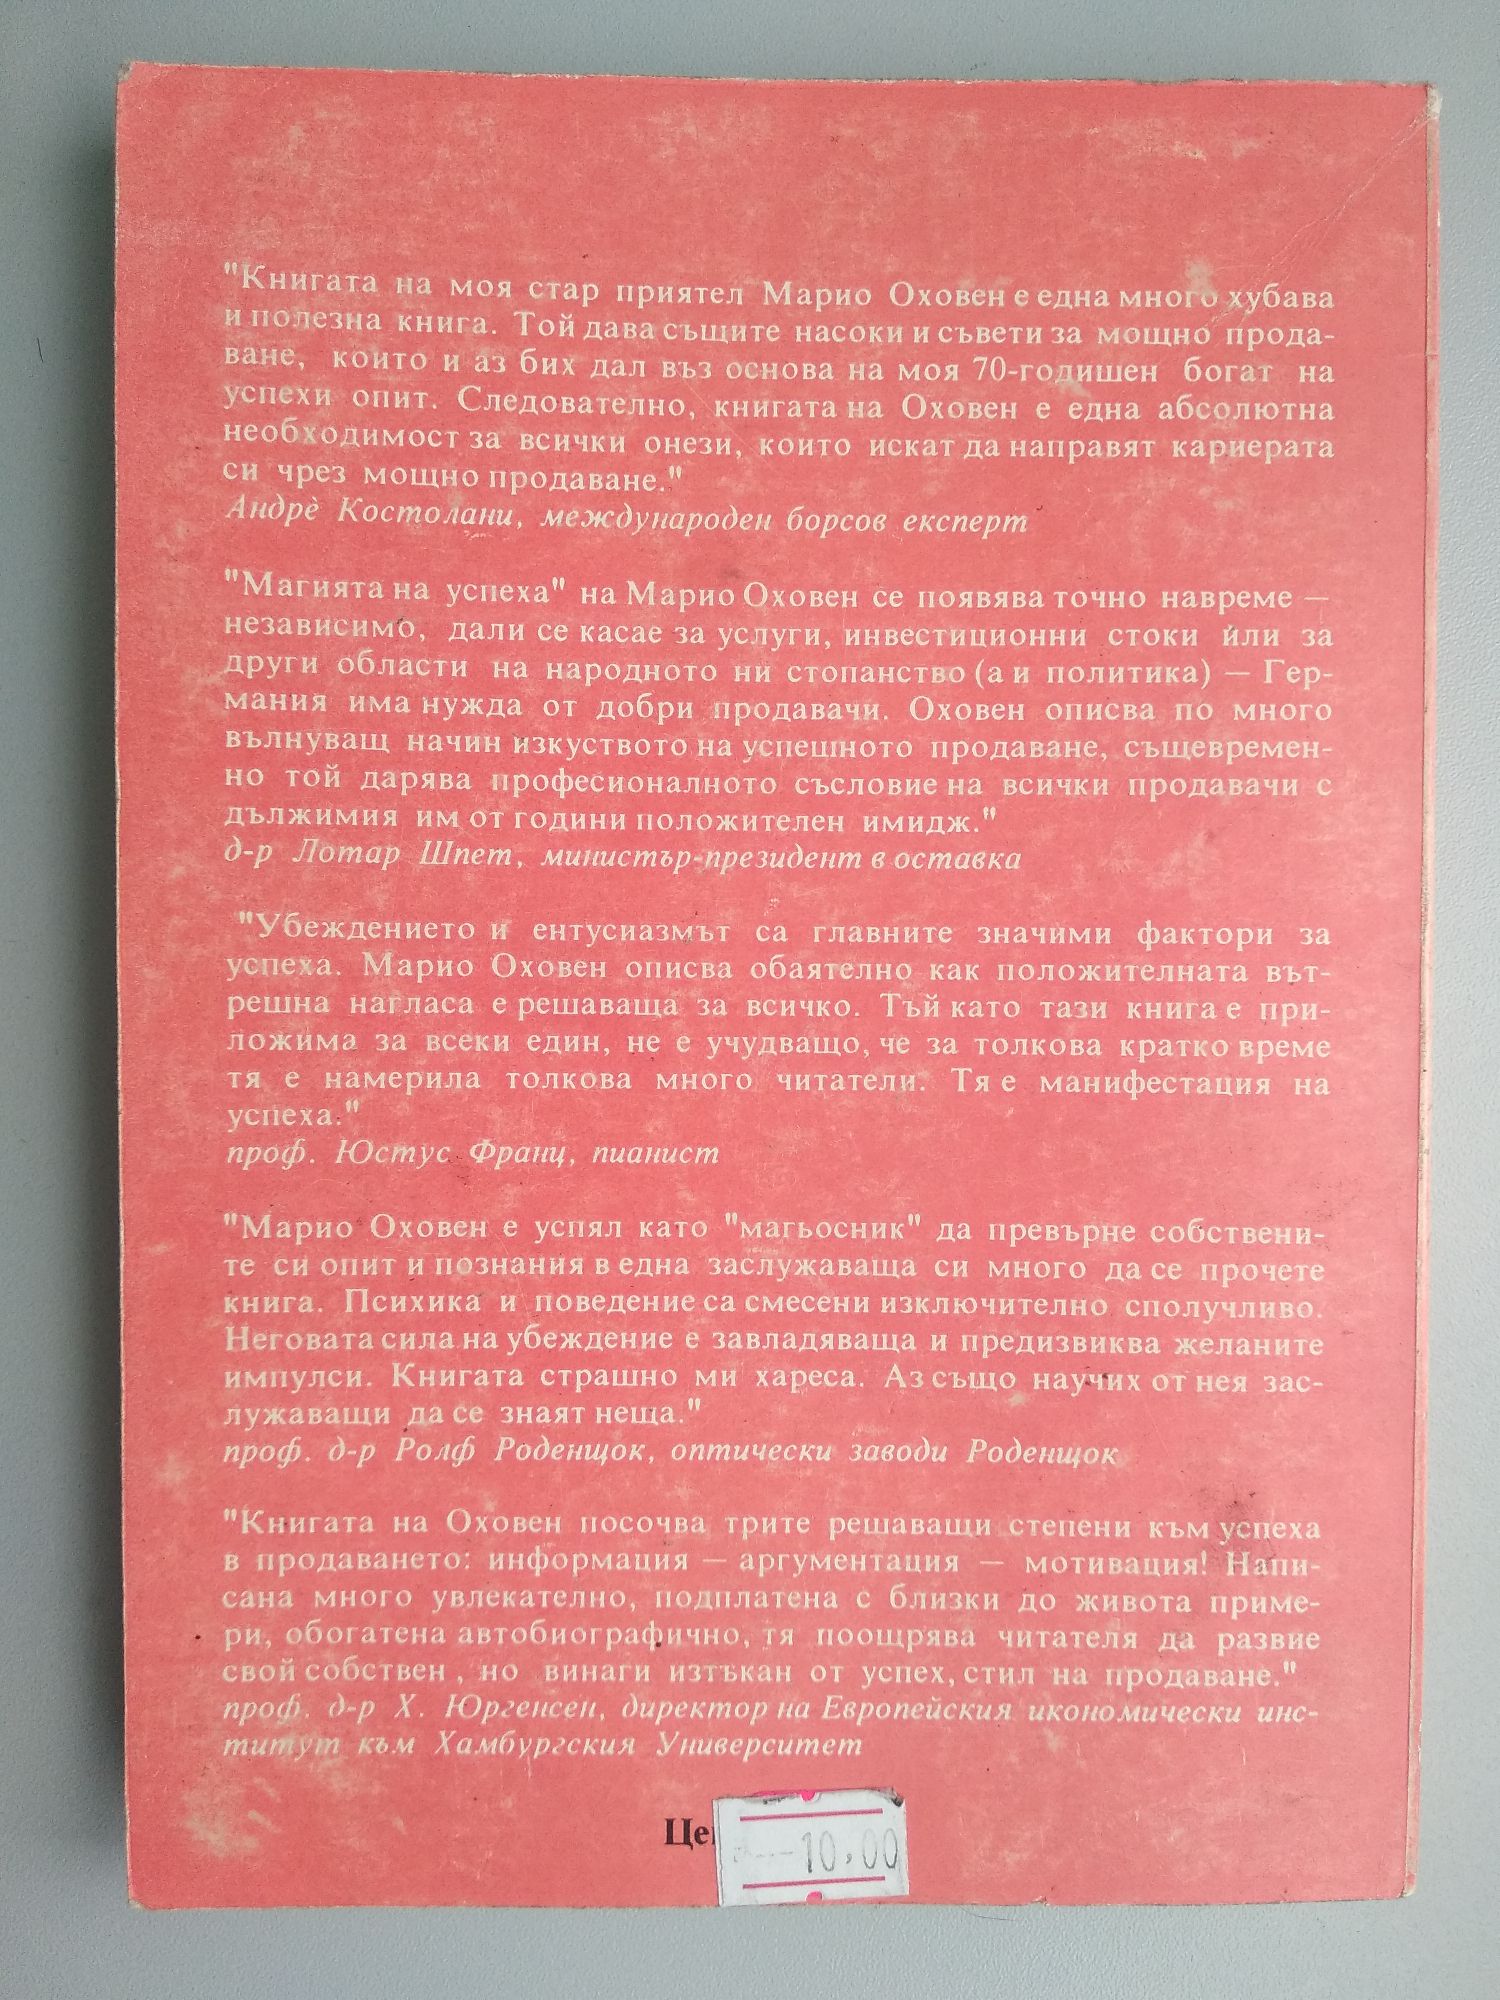 "Книгата на моя стар приятел Марио Оховен е една много хубава
и полезна книга. Той дава същите насоки и съвети за мощно прода-
ване, които и аз бих дал въз основа на моя 70-годишен богат на
успехи опит. Следователно, книгата на Оховен е една абсолютна
необходимост за всички онези, които искат да направят кариерата
си чрез мощно продаване."
Андрѐ Костолани, международен борсов експерт
"Магията на успеха" на Марио Оховен се появява точно навреме —
независимо, дали се касае за услуги, инвестиционни стоки или за
други области на народното ни стопанство (а и политика) — Гер-
мания има нужда от добри продавачи. Оховен описва по много
вълнуващ начин изкуството на успешното продаване, същевремен-
но той дарява професионалното съсловие на всички продавачи с
дължимия им от години положителен имидж."
д-р Лотар Шпет, министър-президент в оставка
"Убеждението и ентусиазмът са главните значими фактори за
успеха. Марио Оховен описва обаятелно как положителната вът-
решна нагласа е решаваща за всичко. Тъй като тази книга е при-
ложима за всеки един, не е учудващо, че за толкова кратко време
тя е намерила толкова много читатели. Тя е манифестация на
успеха."
проф. Юстус Франц, пианист
"Марио Оховен е успял като "магьосник" да превърне собствени-
те си опит и познания в една заслужаваща си много да се прочете
книга. Психика и поведение са смесени изключително сполучливо.
Неговата сила на убеждение е завладяваща и предизвиква желаните
импулси. Книгата страшно ми хареса. Аз също научих от нея зас-
лужаващи да се знаят неща."
проф. д-р Ролф Роденщок, оптически заводи Роденщок
"Книгата на Оховен посочва трите решаващи степени към успеха
в продаването: информация — аргументация — мотивация! Напи-
сана много увлекателно, подплатена с близки до живота приме-
ри, обогатена автобиографично, тя поощрява читателя да развие
свой собствен , но винаги изтъкан от успех, стил на продаване."
проф. д-р Х. Юргенсен, директор на Европейския икономически инс-
титут към Хамбургския Университет
10,00